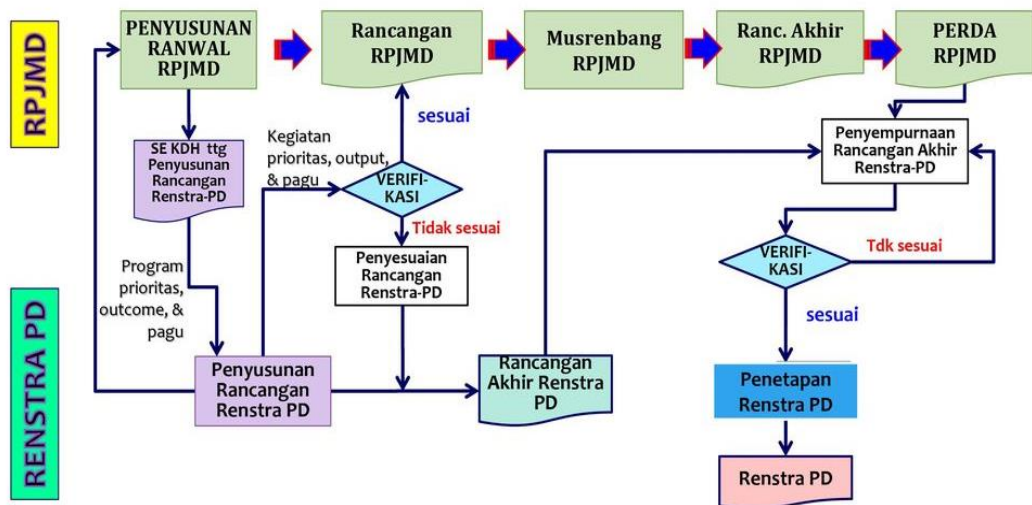 RPJMD
PENYUSUNAN
RANWAL
RPJMD
Rancangan
RPJMD
Musrenbang
RPJMD
Ranc. Akhir
RPJMD
PERDA
RPJMD
SE KDH ttg
Penyusunan
Rancangan
Renstra-PD
Kegiatan
prioritas, output,
& pagu
sesuai
VERIFI-
KASI
Tidak sesuai
Penyesuaian
Rancangan
Renstra-PD
Penyempurnaan
Rancangan Akhir
Renstra-PD
VERIFI-
KASI
Tdk sesuai
sesuai
RENSTRA PD
Program
prioritas,
outcome, &
pagu
Penyusunan
Rancangan
Renstra PD
Rancangan
Akhir Renstra
PD
Penetapan
Renstra PD
Renstra PD